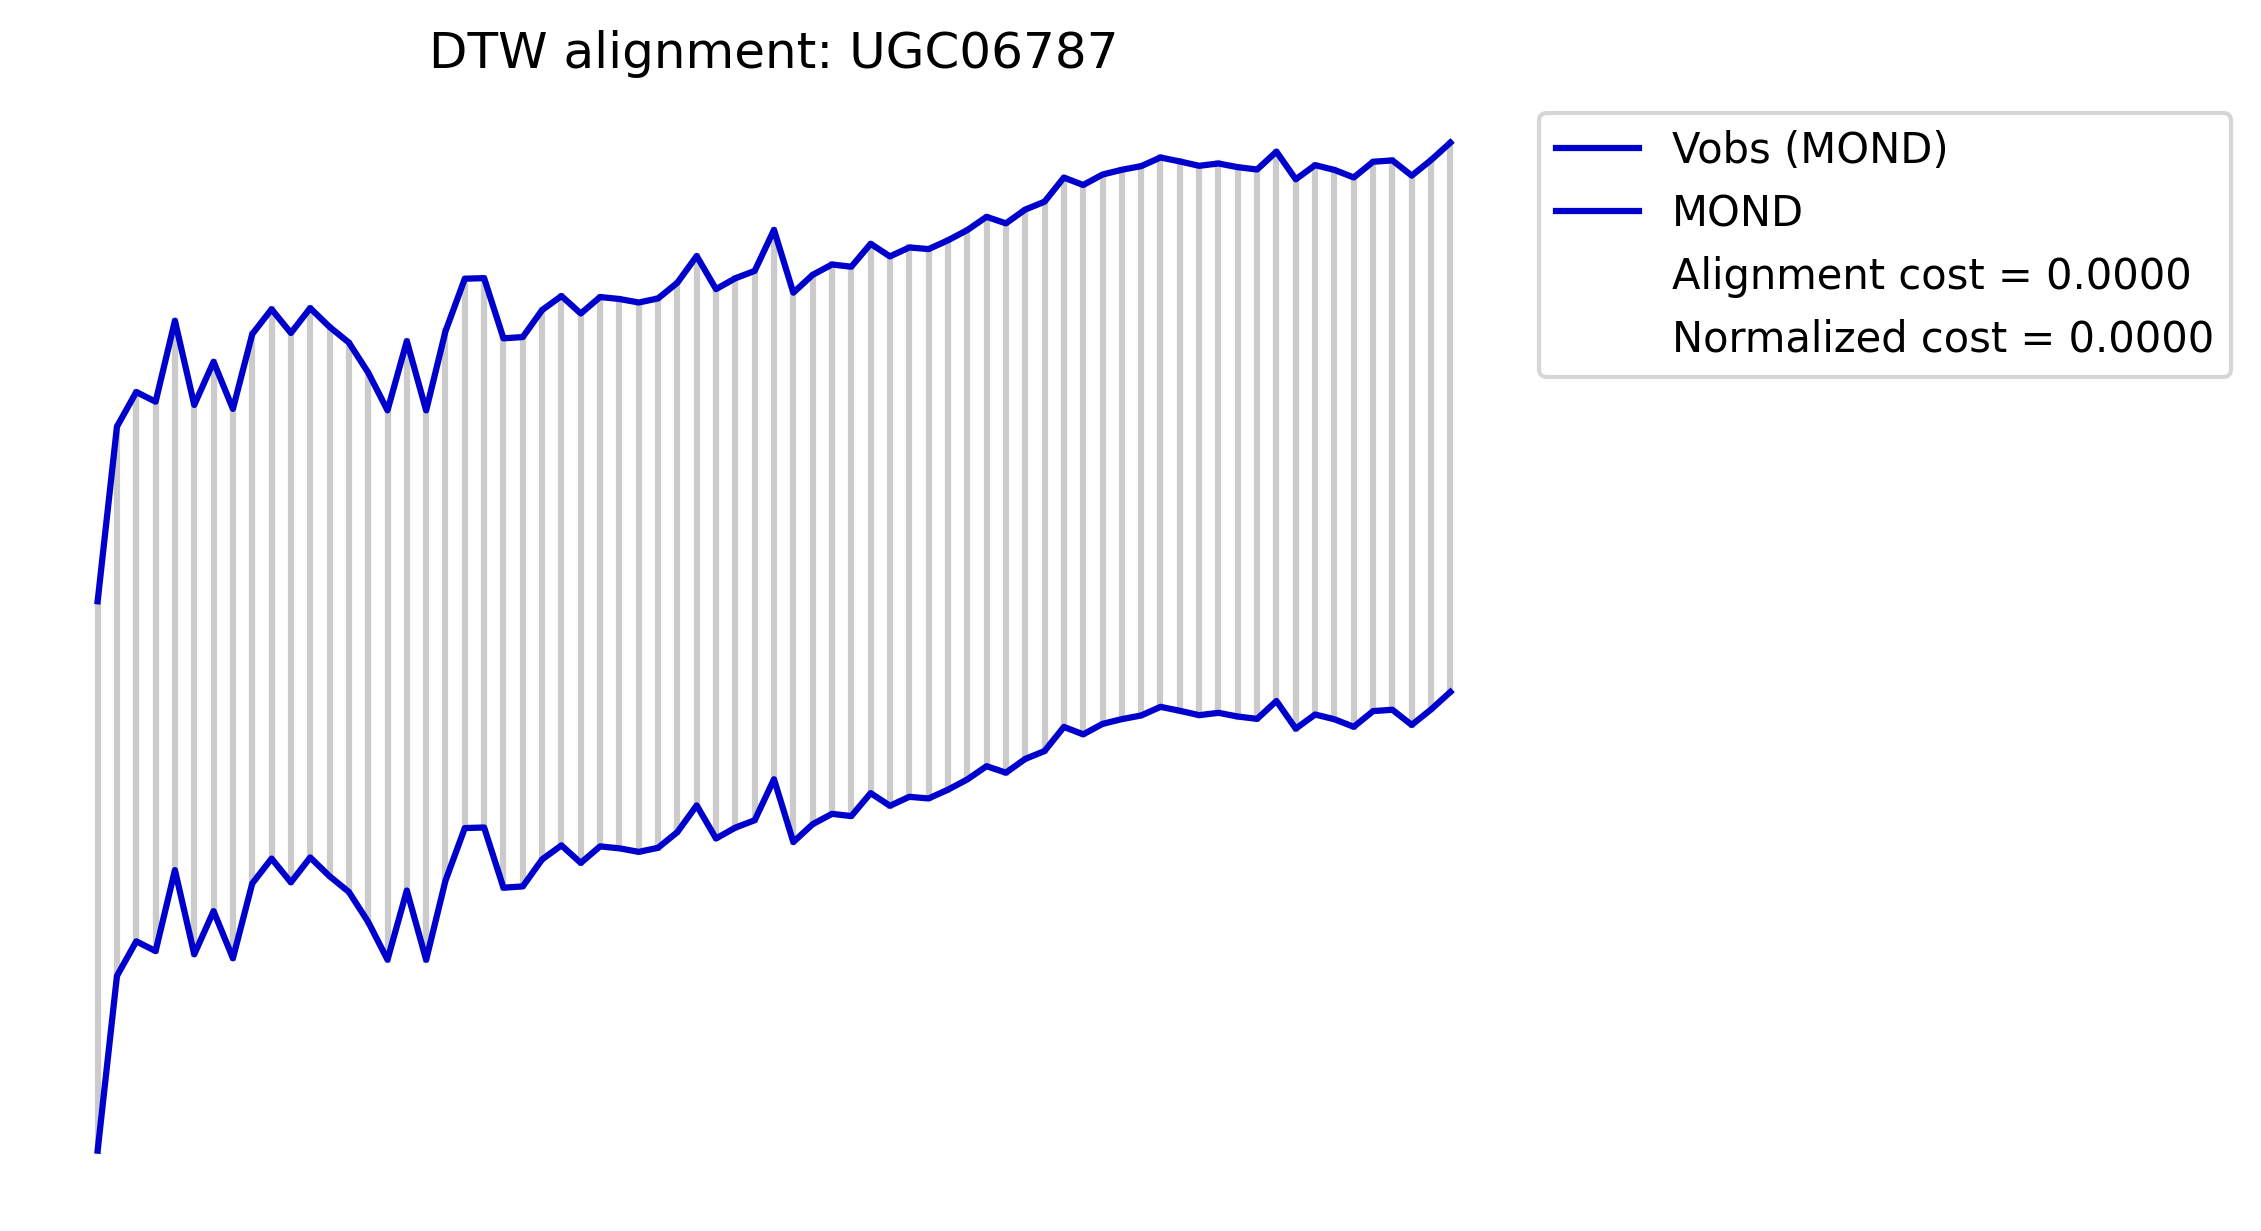 DTW alignment: UGC06787
Vobs (MOND)
MOND
Alignment cost = 0.0000
Normalized cost = 0.0000